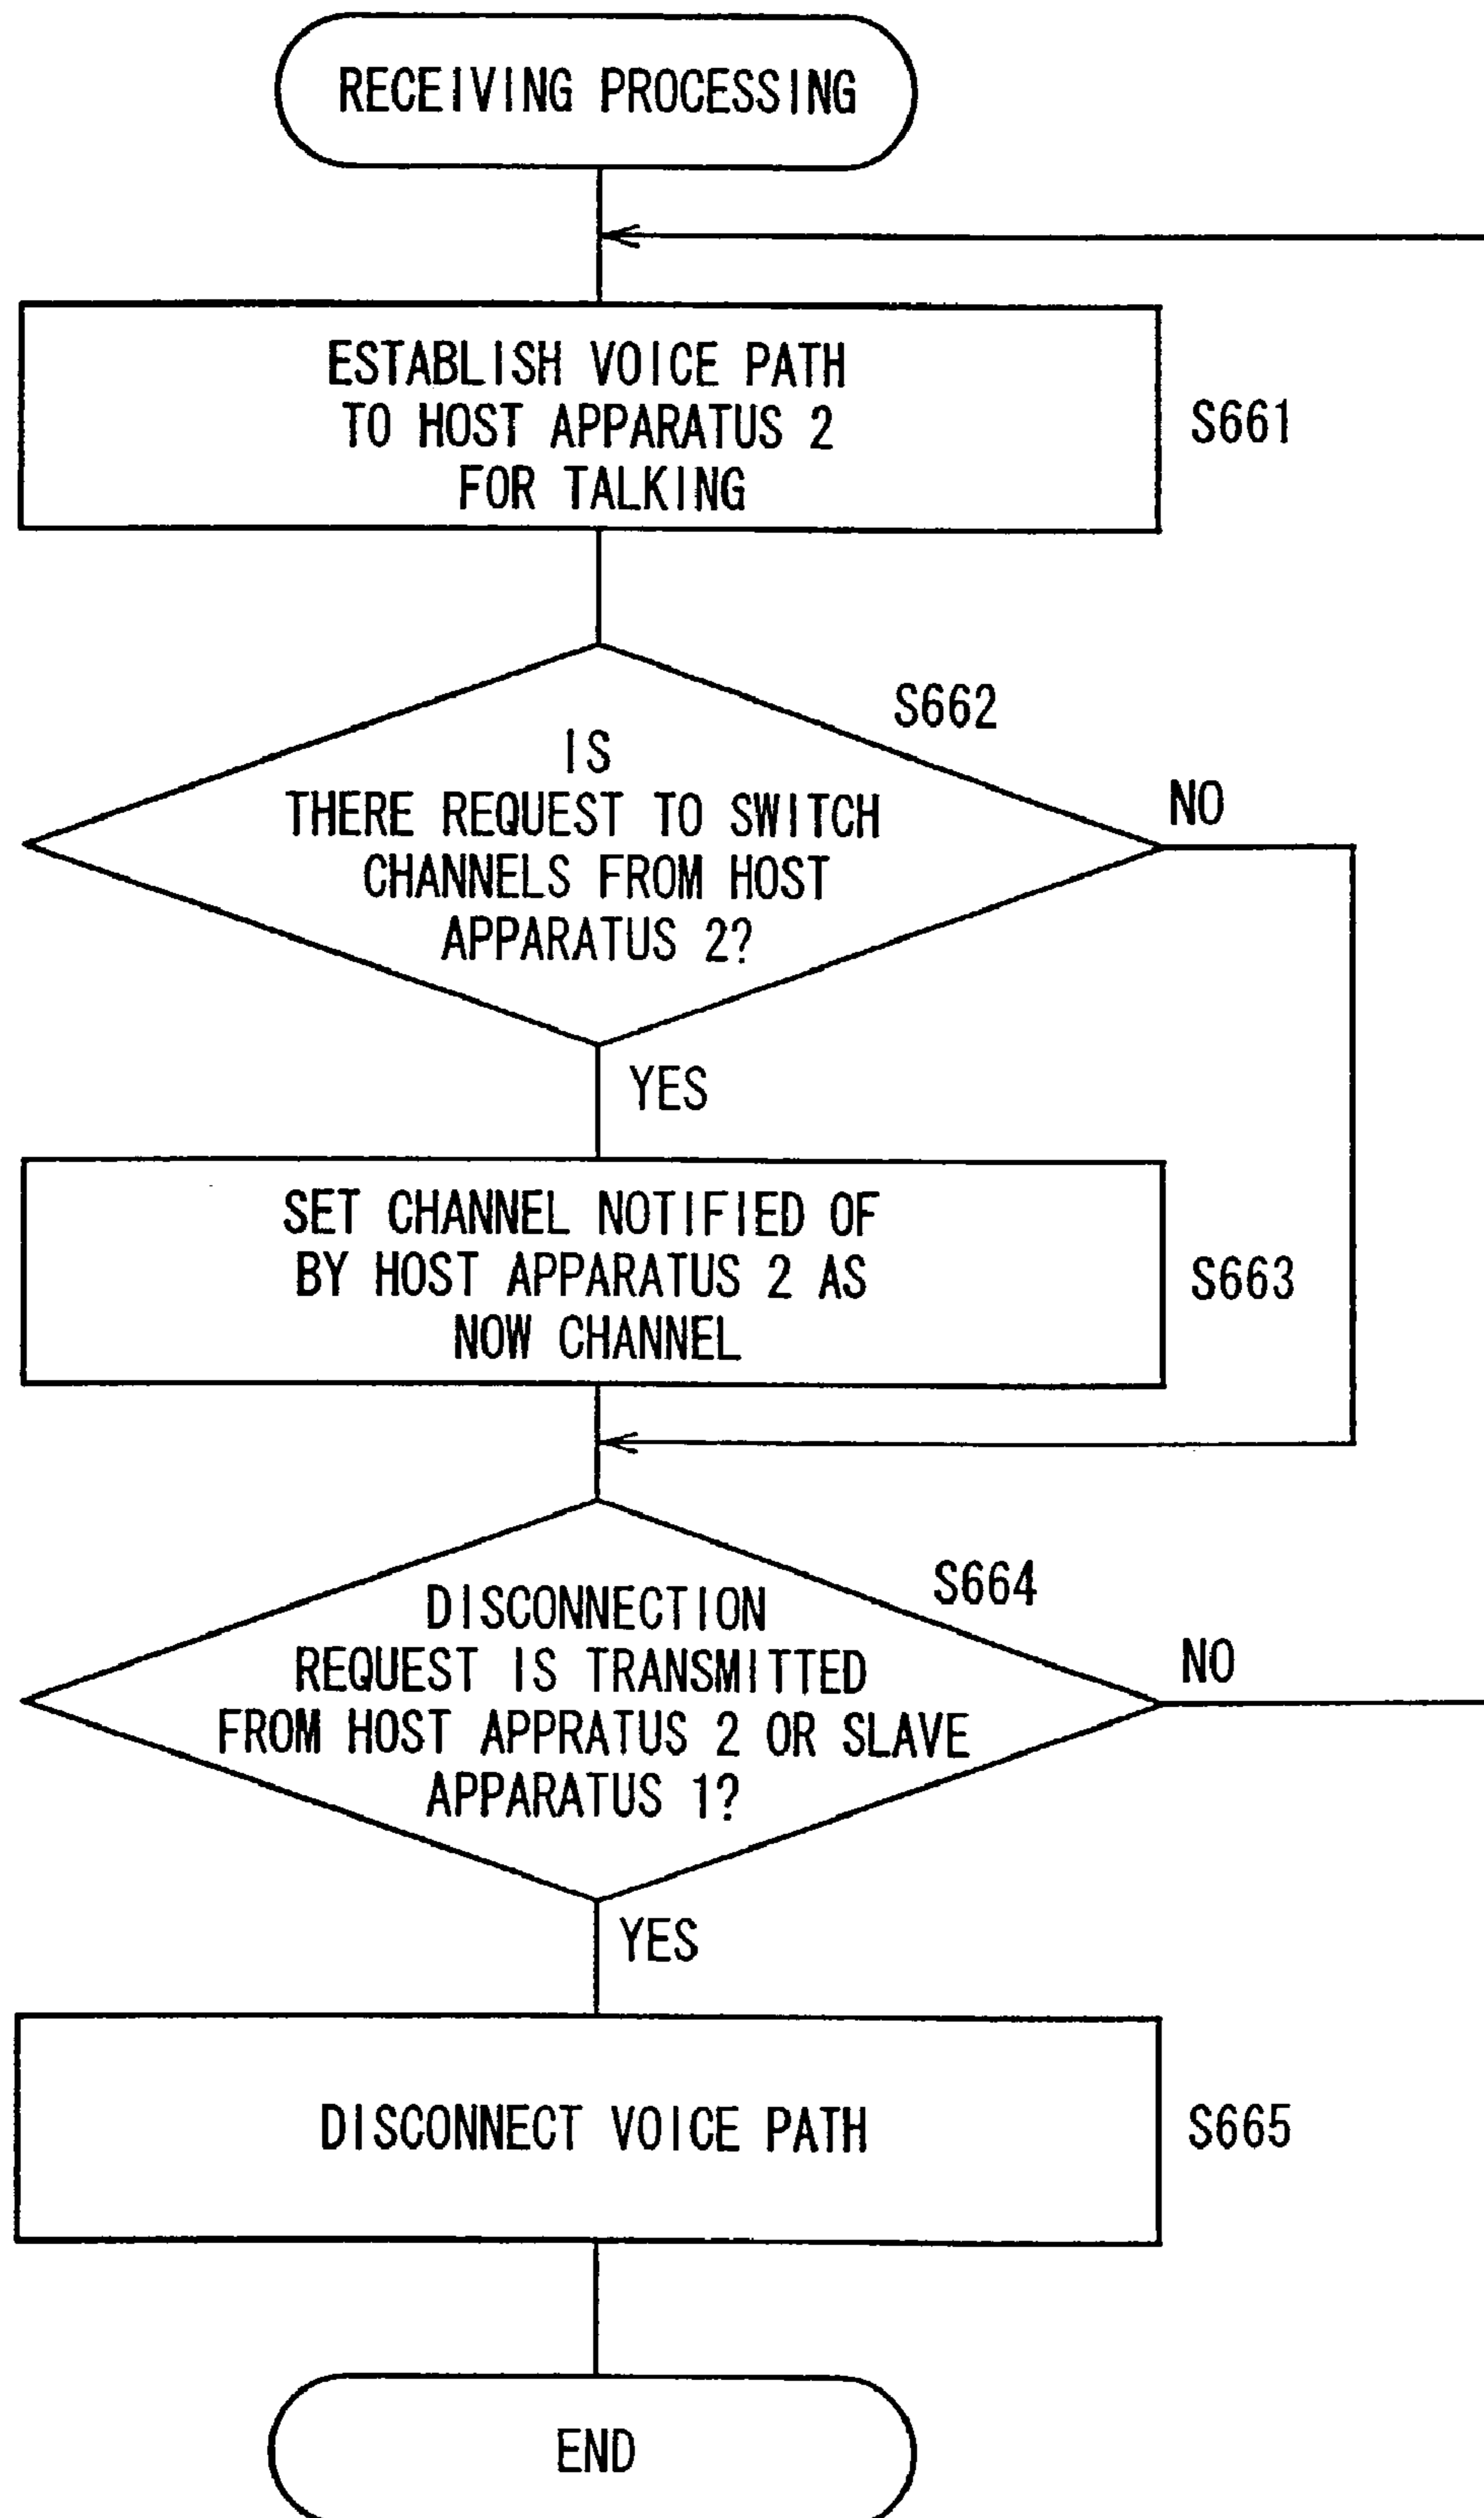 RECEIVING PROCESSING
ESTABLISH VOICE PATH
TO HOST APPARATUS 2
FOR TALKING
S661
S662
IS
THERE REQUEST TO SWITCH
CHANNELS FROM HOST
APPARATUS 2?
NO
YES
SET CHANNEL NOTIFIED OF
BY HOST APPARATUS 2 AS
NOW CHANNEL
S663
S664
DISCONNECTION
REQUEST IS TRANSMITTED
FROM HOST APPRATUS 2 OR SLAVE
APPARATUS 1?
NO
YES
DISCONNECT VOICE PATH
S665
END